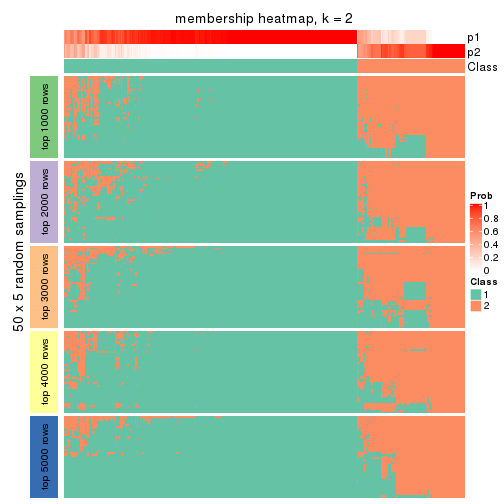 membership heatmap, k = 2
p1
p2
Class
50 x 5 random samplings
top 1000 rows
top 2000 rows
top 3000 rows
top 4000 rows
top 5000 rows
Prob
1
0.8
0.6
0.4
0.2
0
Class
1
2